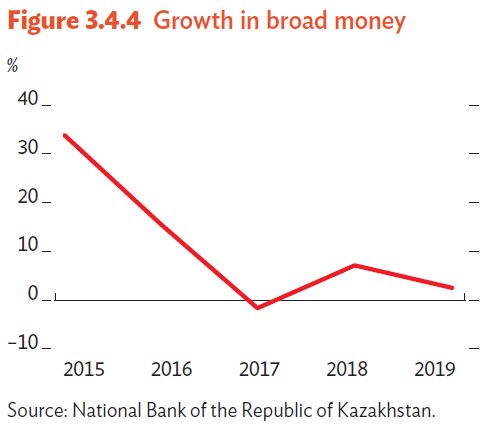 Figure 3.4.4 Growth in broad money
%
40
30
20
10
0
–10
2015 2016 2017 2018 2019
Source: National Bank of the Republic of Kazakhstan.